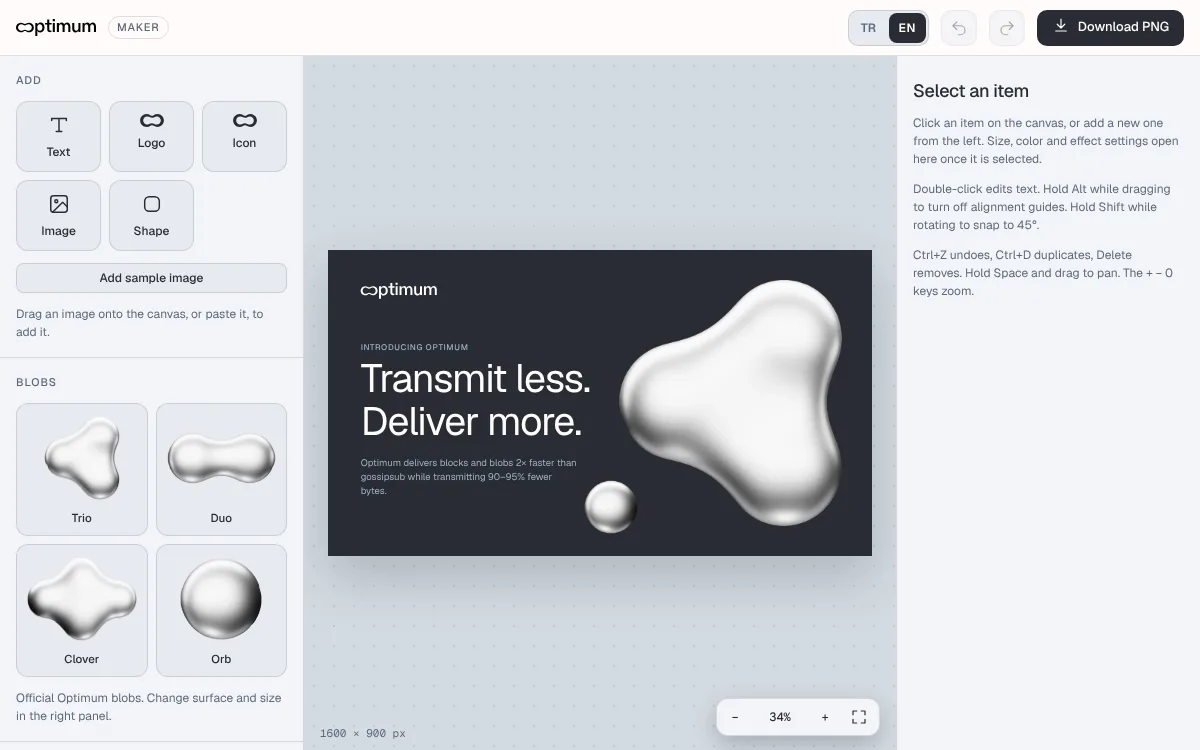 optimum
MAKER
TR
EN
Download PNG
ADD
Text
Logo
Icon
Image
Shape
Add sample image
Drag an image onto the canvas, or paste it, to
add it.
BLOBS
Trio
Duo
Clover
Orb
Official Optimum blobs. Change surface and size
in the right panel.
optimum
INTRODUCING OPTIMUM
Transmit less.
Deliver more.
Optimum delivers blocks and blobs 2× faster than
gossipsub while transmitting 90–95% fewer
bytes.
1600 × 900 px
− 34% +
Select an item
Click an item on the canvas, or add a new one
from the left. Size, color and effect settings open
here once it is selected.
Double-click edits text. Hold Alt while dragging
to turn off alignment guides. Hold Shift while
rotating to snap to 45°.
Ctrl+Z undoes, Ctrl+D duplicates, Delete
removes. Hold Space and drag to pan. The + − 0
keys zoom.